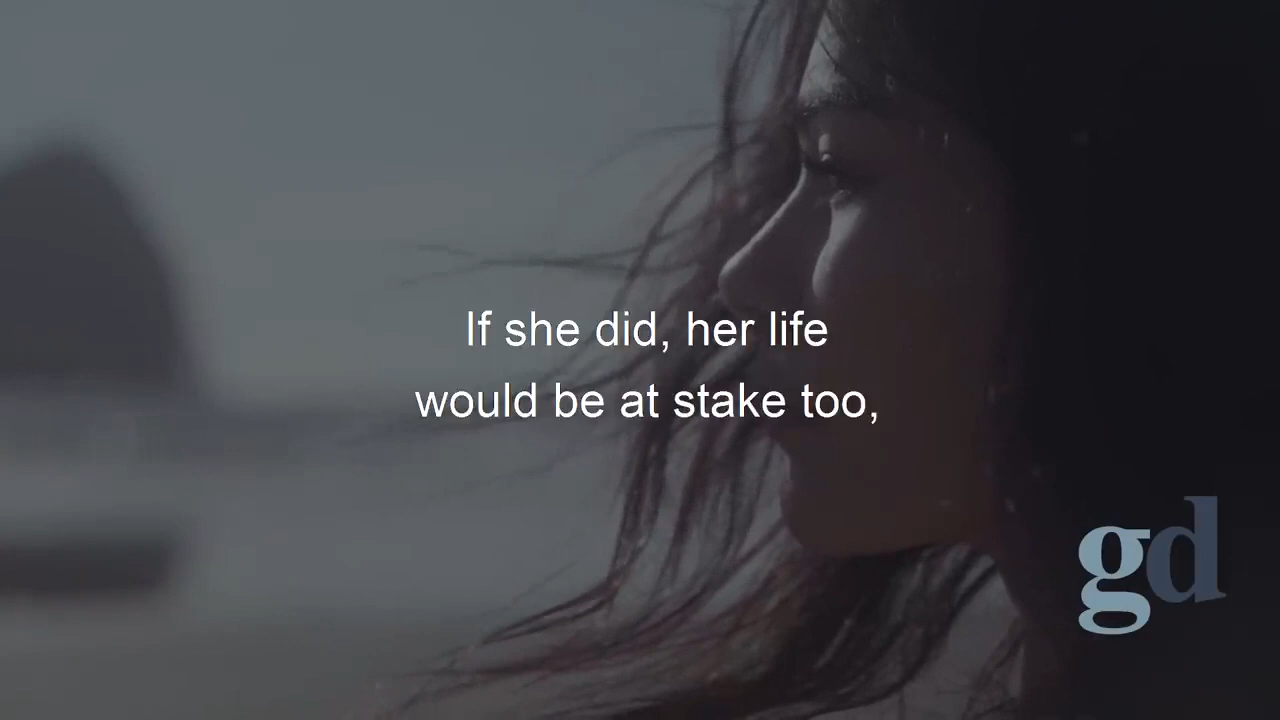 If she did, her life
would be at stake too,
gd